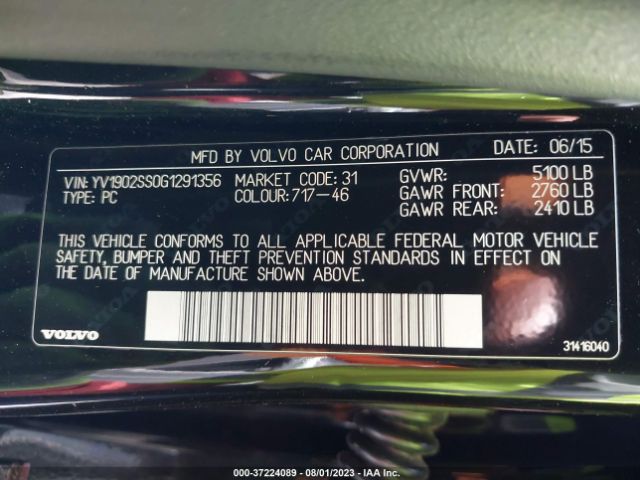 MFD BY VOLVO CAR CORPORATION DATE: 06/15
VIN: YV1902SS0G1291356 MARKET CODE: 31 GVWR: 5100 LB
TYPE: PC COLOUR: 717-46 GAWR FRONT: 2760 LB
GAWR REAR: 2410 LB
THIS VEHICLE CONFORMS TO ALL APPLICABLE FEDERAL MOTOR VEHICLE
SAFETY, BUMPER AND THEFT PREVENTION STANDARDS IN EFFECT ON
THE DATE OF MANUFACTURE SHOWN ABOVE.
VOLVO 31416040
000-37224089 - 08/01/2023 - IAA Inc.